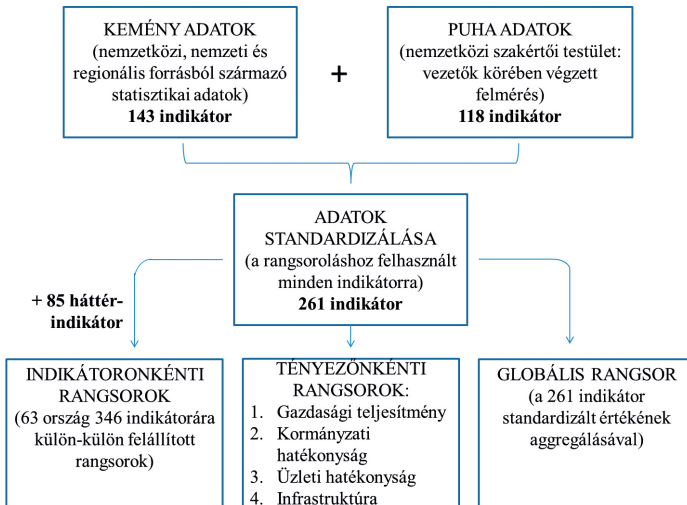 KEMÉNY ADATOK
(nemzetközi, nemzeti és
regionális forrásból származó
statisztikai adatok)
143 indikátor
+
PUHA ADATOK
(nemzetközi szakértői testület:
vezetők körében végzett
felmérés)
118 indikátor
ADATOK
STANDARDIZÁLÁSA
(a rangsoroláshoz felhasznált
minden indikátorra)
261 indikátor
+ 85 háttér-
indikátor
INDIKÁTORONKÉNTI
RANGSOROK
(63 ország 346 indikátorára
külön-külön felállított
rangsorok)
TÉNYEZŐNKÉNTI
RANGSOROK:
1. Gazdasági teljesítmény
2. Kormányzati
hatékonyság
3. Üzleti hatékonyság
4. Infrastruktúra
GLOBÁLIS RANGSOR
(a 261 indikátor
standardizált értékének
aggregálásával)